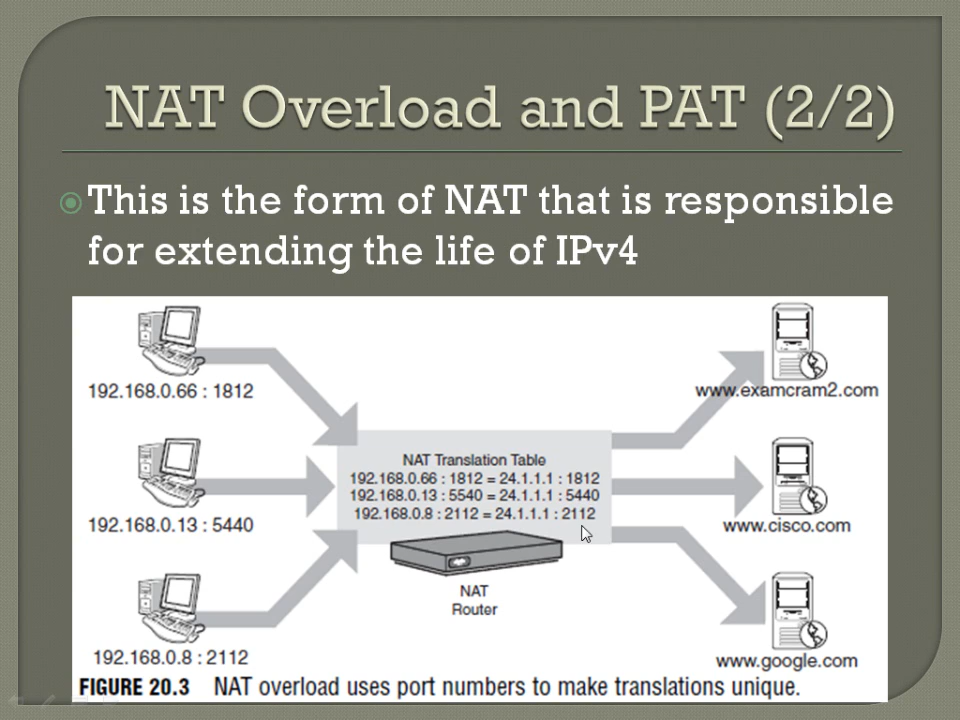 NAT Overload and PAT (2/2)
This is the form of NAT that is responsible
for extending the life of IPv4
192.168.0.66 : 1812
www.examcram2.com
NAT Translation Table
192.168.0.66 : 1812 = 24.1.1.1 : 1812
192.168.0.13 : 5540 = 24.1.1.1 : 5440
192.168.0.8 : 2112 = 24.1.1.1 : 2112
192.168.0.13 : 5440
www.cisco.com
NAT
Router
192.168.0.8 : 2112
www.google.com
FIGURE 20.3 NAT overload uses port numbers to make translations unique.